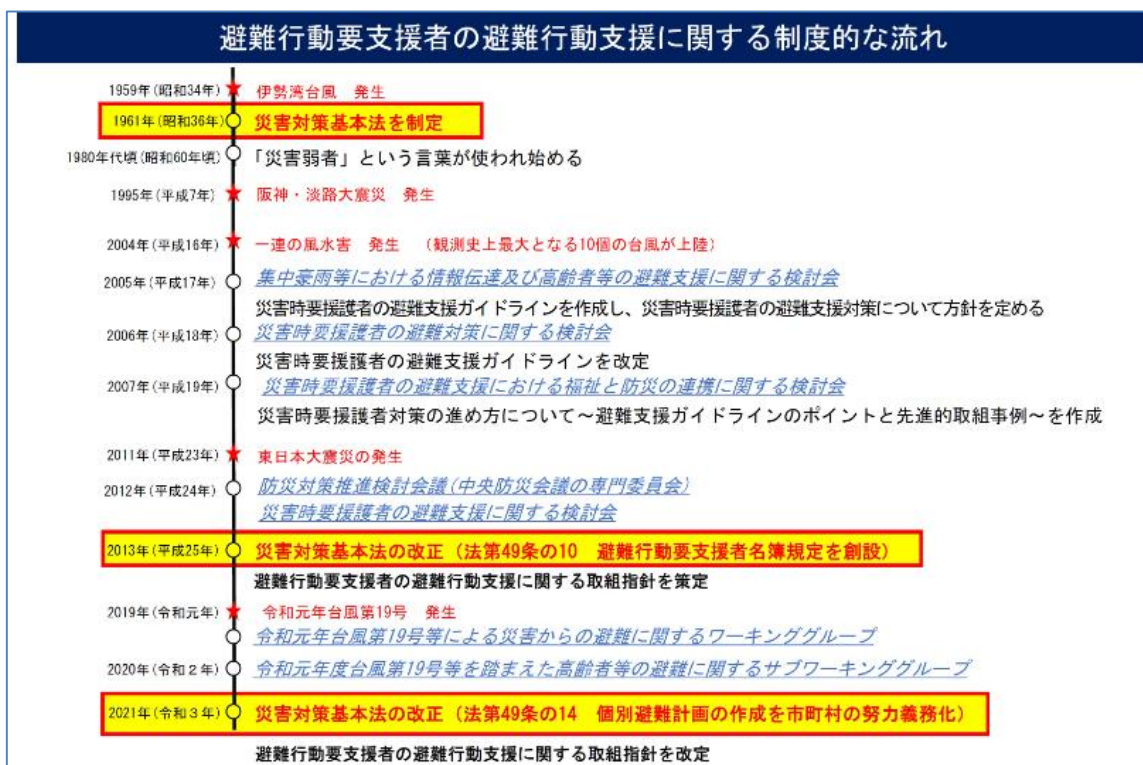 避難行動要支援者の避難行動支援に関する制度的な流れ
1959年(昭和34年) 伊勢湾台風 発生
1961年(昭和36年) 災害対策基本法を制定
1980年代頃(昭和60年頃) 「災害弱者」という言葉が使われ始める
1995年(平成7年) 阪神・淡路大震災 発生
2004年(平成16年) 一連の風水害 発生 （観測史上最大となる10個の台風が上陸）
2005年(平成17年) 集中豪雨等における情報伝達及び高齢者等の避難支援に関する検討会
災害時要援護者の避難支援ガイドラインを作成し、災害時要援護者の避難支援対策について方針を定める
2006年(平成18年) 災害時要援護者の避難対策に関する検討会
災害時要援護者の避難支援ガイドラインを改定
2007年(平成19年) 災害時要援護者の避難支援における福祉と防災の連携に関する検討会
災害時要援護者対策の進め方について～避難支援ガイドラインのポイントと先進的取組事例～を作成
2011年(平成23年) 東日本大震災の発生
2012年(平成24年) 防災対策推進検討会議(中央防災会議の専門委員会)
災害時要援護者の避難支援に関する検討会
2013年(平成25年) 災害対策基本法の改正（法第49条の10 避難行動要支援者名簿規定を創設）
避難行動要支援者の避難行動支援に関する取組指針を策定
2019年(令和元年) 令和元年台風第19号 発生
令和元年台風第19号等による災害からの避難に関するワーキンググループ
2020年(令和２年) 令和元年度台風第19号等を踏まえた高齢者等の避難に関するサブワーキンググループ
2021年(令和３年) 災害対策基本法の改正（法第49条の14 個別避難計画の作成を市町村の努力義務化）
避難行動要支援者の避難行動支援に関する取組指針を改定